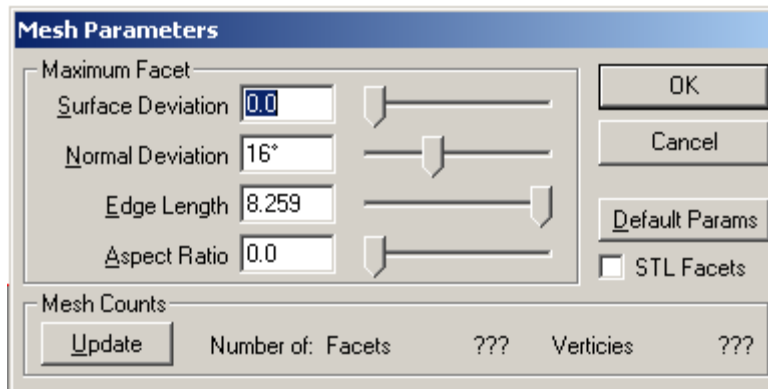 Mesh Parameters
Maximum Facet
Surface Deviation 0.0
Normal Deviation 16°
Edge Length 8.259
Aspect Ratio 0.0
OK
Cancel
Default Params
STL Facets
Mesh Counts
Update Number of: Facets ??? Verticies ???